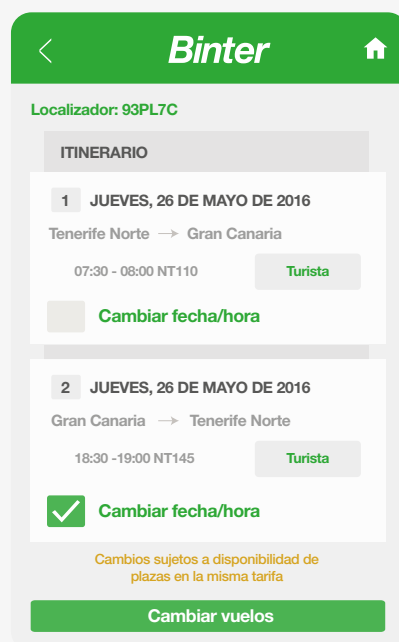 Binter
Localizador: 93PL7C
ITINERARIO
1 JUEVES, 26 DE MAYO DE 2016
Tenerife Norte → Gran Canaria
07:30 - 08:00 NT110 Turista
Cambiar fecha/hora
2 JUEVES, 26 DE MAYO DE 2016
Gran Canaria → Tenerife Norte
18:30 -19:00 NT145 Turista
Cambiar fecha/hora
Cambios sujetos a disponibilidad de
plazas en la misma tarifa
Cambiar vuelos